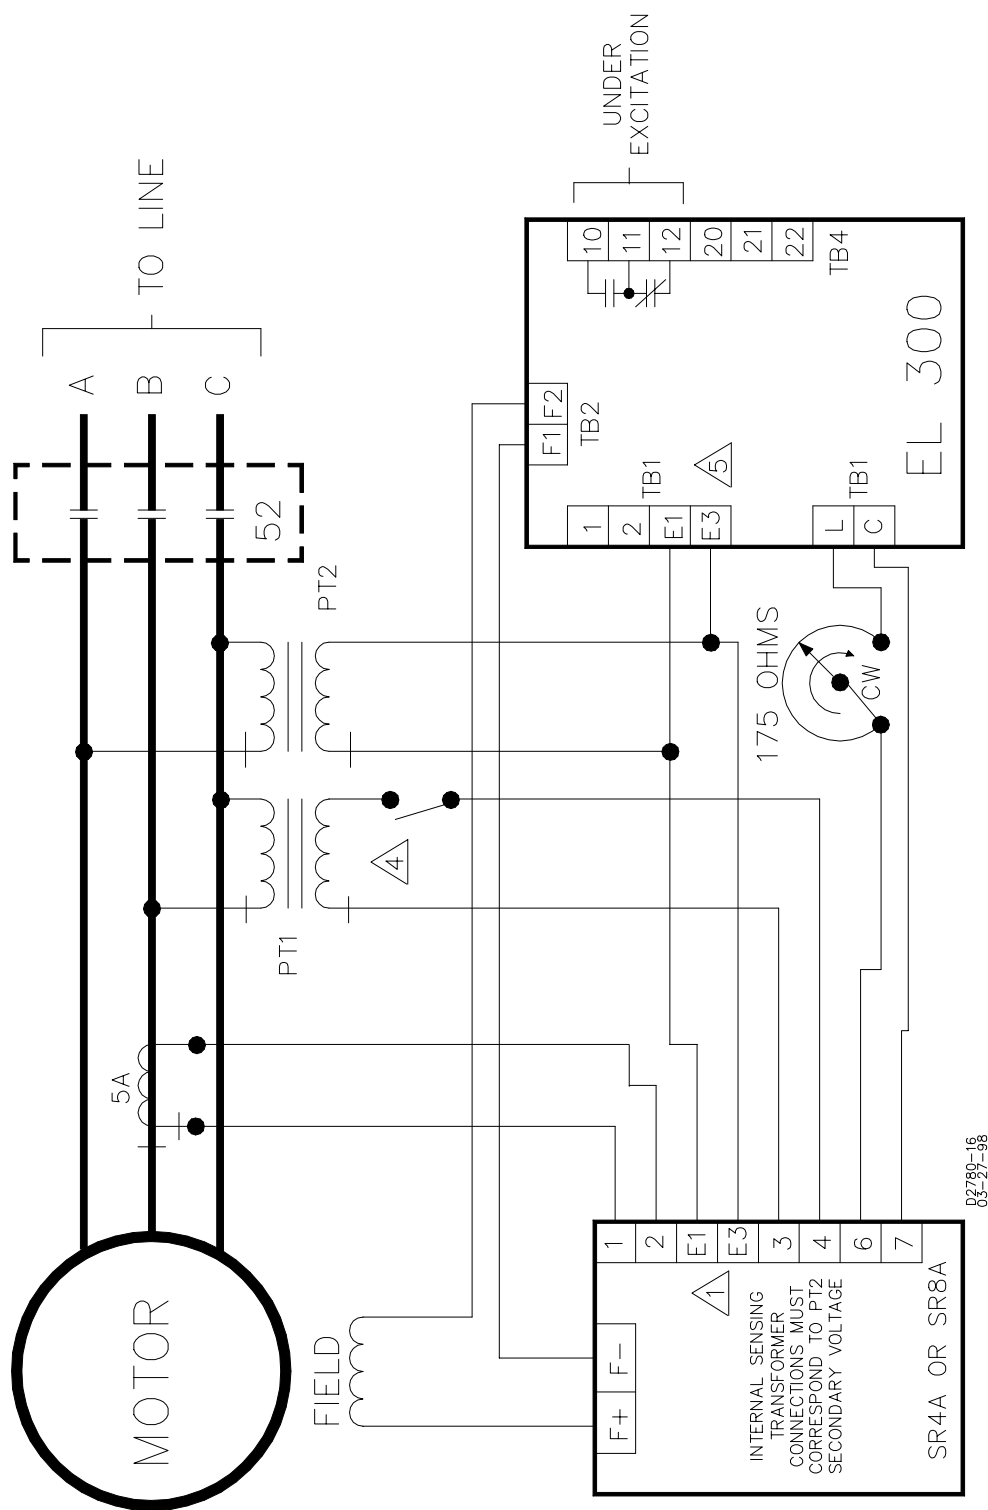 TO LINE
A
B
C
52
5A
PT1
PT2
4
MOTOR
FIELD
F+
F-
1
2
E1
E3
3
4
6
7
1
INTERNAL SENSING
TRANSFORMER
CONNECTIONS MUST
CORRESPOND TO PT2
SECONDARY VOLTAGE
SR4A OR SR8A
175 OHMS
CW
F1
F2
TB2
1
2
E1
E3
TB1
5
L
C
TB1
10
11
12
20
21
22
TB4
EL 300
UNDER
EXCITATION
D2780-16
03-27-98